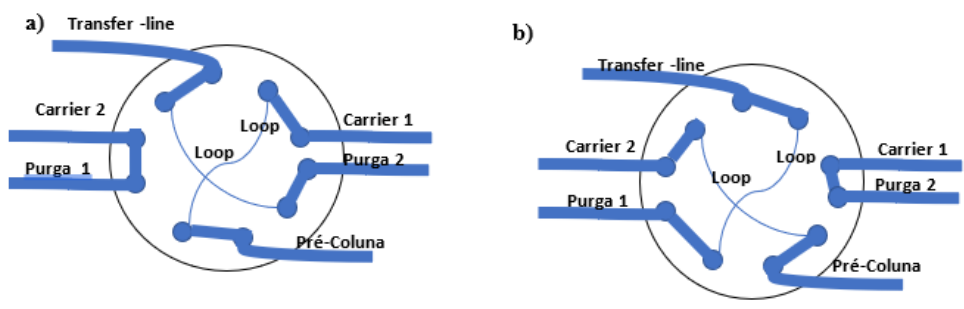 a)
Transfer -line
Carrier 2
Purga 1
Loop
Loop
Carrier 1
Purga 2
Pré-Coluna
b)
Transfer -line
Carrier 2
Purga 1
Loop
Loop
Carrier 1
Purga 2
Pré-Coluna